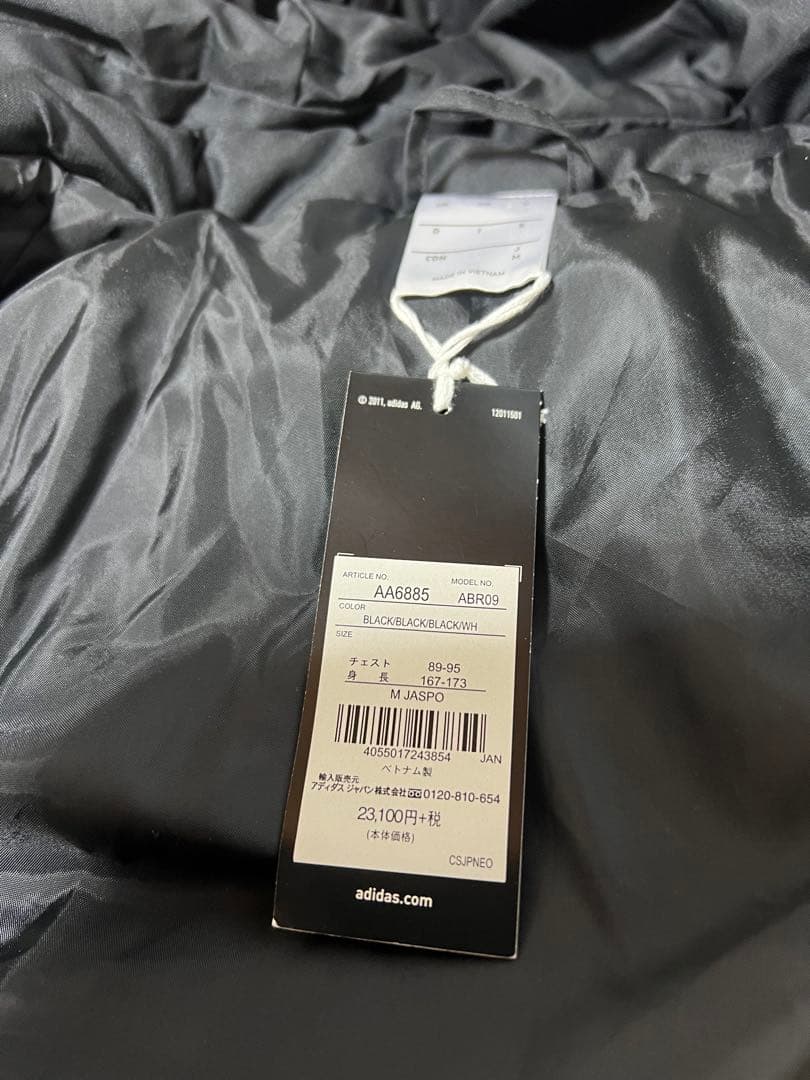 D F
J
CDN M
MADE IN VIETNAM
© 2011, adidas AG. 12011501
ARTICLE NO. MODEL NO.
AA6885 ABR09
COLOR
BLACK/BLACK/BLACK/WH
SIZE
チェスト 89-95
身 長 167-173
M JASPO
4055017243854 JAN
ベトナム製
輸入販売元
アディダス ジャパン株式会社 0120-810-654
23,100円+税
(本体価格)
CSJPNEO
adidas.com